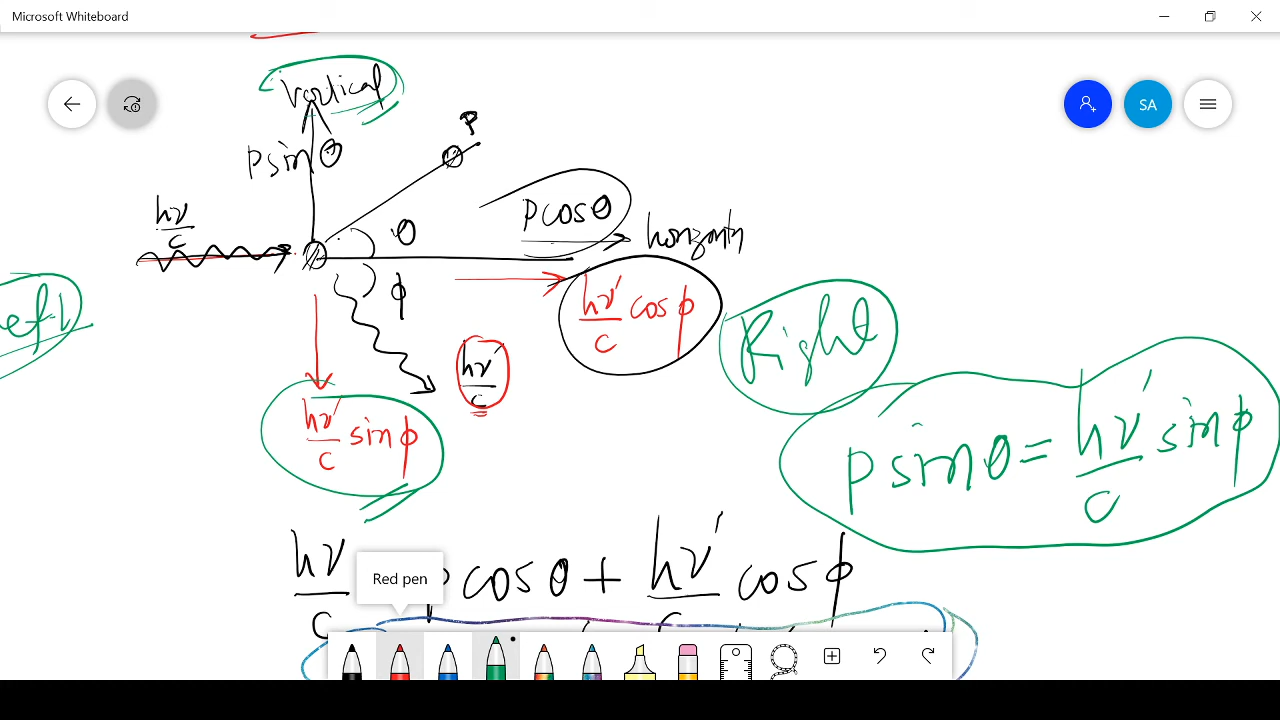 Microsoft Whiteboard
vertical
P
p sin θ
p cos θ
SA
hν/c
θ
horizontal
eft
ϕ
hν'/c cos ϕ
Right
hν'/c
hν'/c sin ϕ
p sin θ = hν'/c sin ϕ
hν/c p cos θ + hν'/c cos ϕ
Red pen